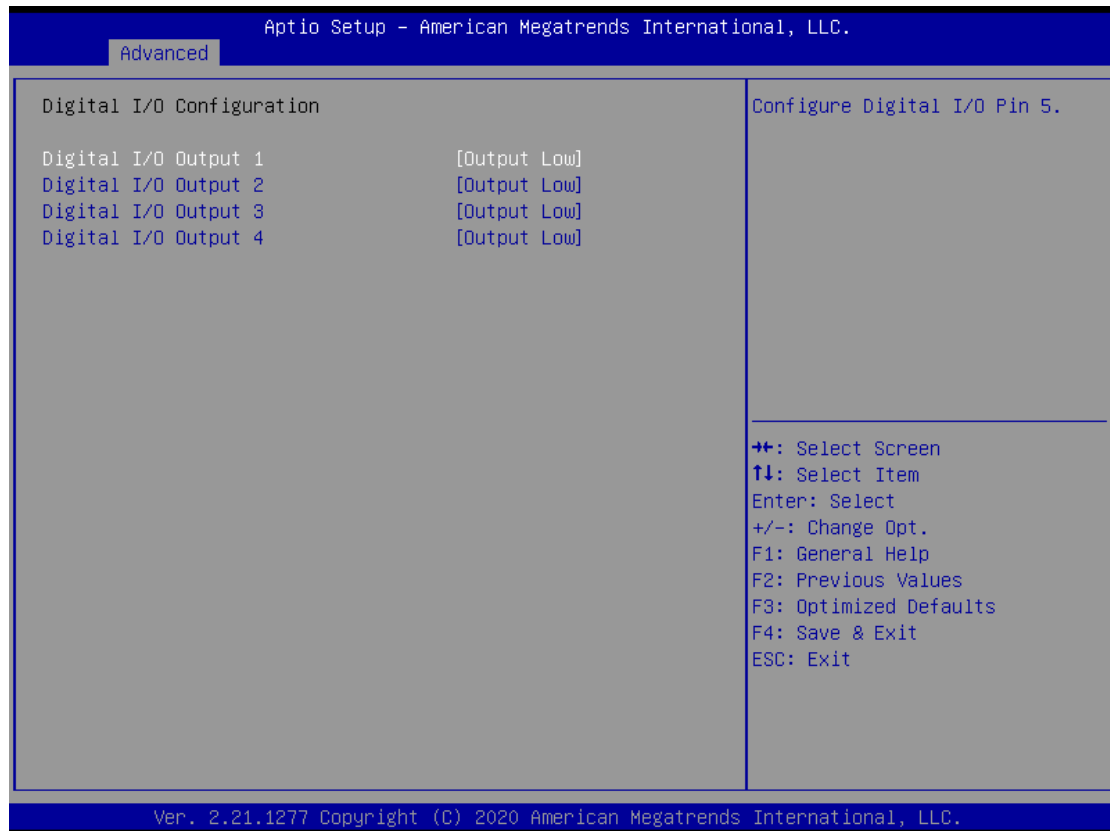 Aptio Setup – American Megatrends International, LLC.
Advanced
Digital I/O Configuration
Digital I/O Output 1 [Output Low]
Digital I/O Output 2 [Output Low]
Digital I/O Output 3 [Output Low]
Digital I/O Output 4 [Output Low]
Configure Digital I/O Pin 5.
→←: Select Screen
↑↓: Select Item
Enter: Select
+/-: Change Opt.
F1: General Help
F2: Previous Values
F3: Optimized Defaults
F4: Save & Exit
ESC: Exit
Ver. 2.21.1277 Copyright (C) 2020 American Megatrends International, LLC.